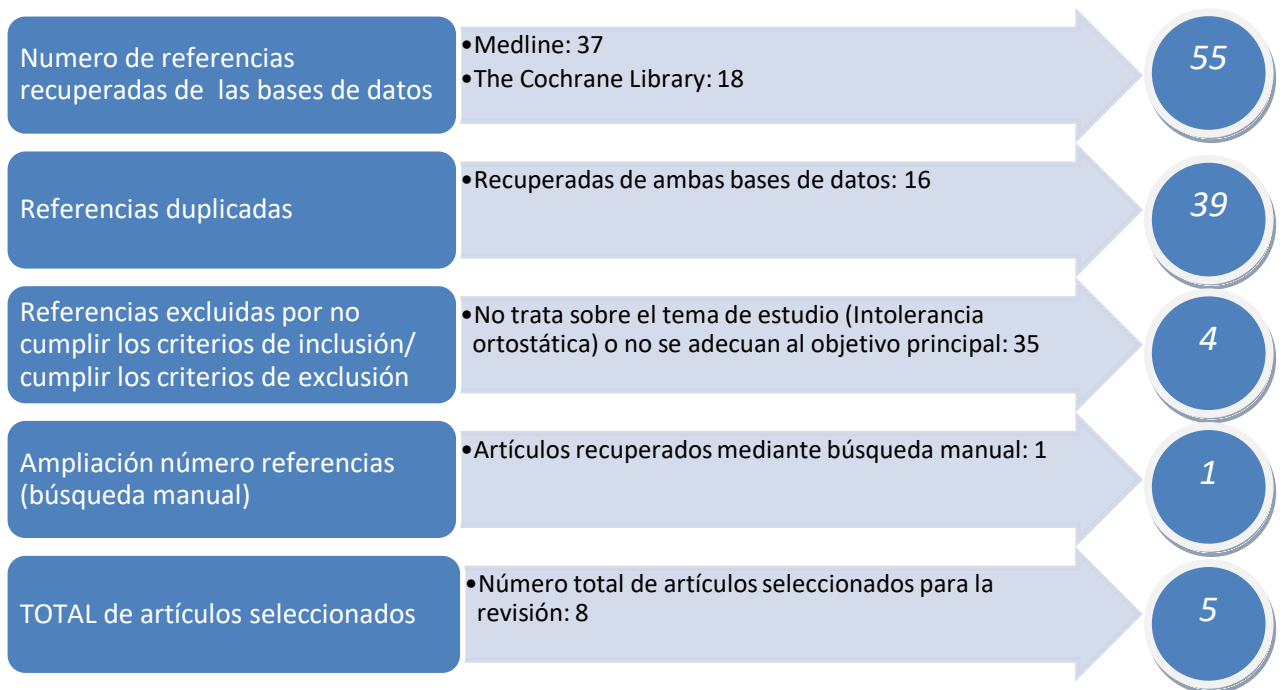 Numero de referencias
recuperadas de  las bases de datos
•Medline: 37
•The Cochrane Library: 18
55
Referencias duplicadas
•Recuperadas de ambas bases de datos: 16
39
Referencias excluidas por no
cumplir los criterios de inclusión/
cumplir los criterios de exclusión
•No trata sobre el tema de estudio (Intolerancia
ortostática) o no se adecuan al objetivo principal: 35
4
Ampliación número referencias
(búsqueda manual)
•Artículos recuperados mediante búsqueda manual: 1
1
TOTAL de artículos seleccionados
•Número total de artículos seleccionados para la
revisión: 8
5